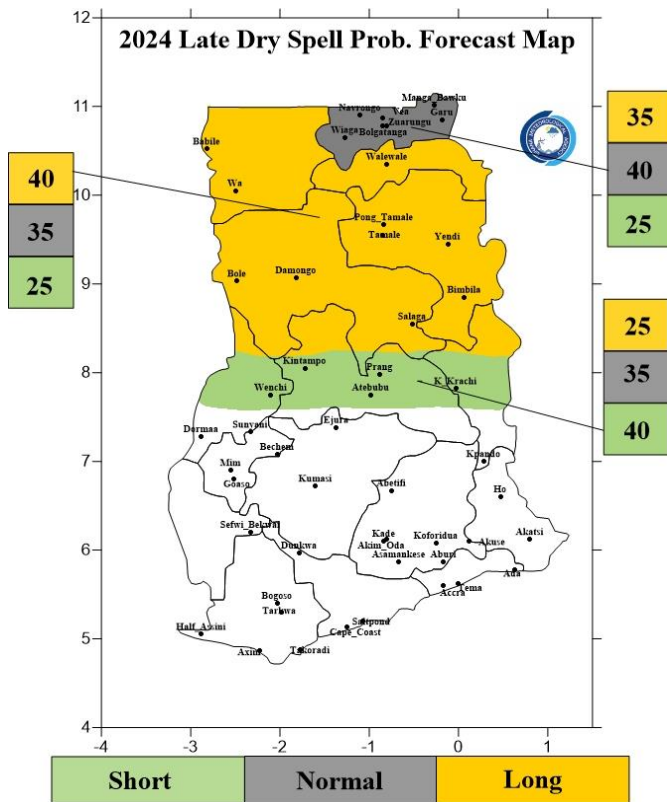 2024 Late Dry Spell Prob. Forecast Map
12
11
10
9
8
7
6
5
4
-4
-3
-2
-1
0
1
40
35
25
35
40
25
25
35
40
Manga_Bawku
Navrongo
Vea
Garu
Zuarungu
Bolgatanga
Wiaga
Babile
Walewale
Wa
Pong_Tamale
Tamale
Yendi
Bole
Damongo
Bimbila
Salaga
Kintampo
Prang
Wenchi
Atebubu
K_Krachi
Ejura
Dormaa
Sunyani
Bechem
Kpando
Mim
Goaso
Kumasi
Abetifi
Ho
Sefwi_Bekwai
Dunkwa
Kade
Akim_Oda
Koforidua
Akuse
Akatsi
Asamankese
Aburi
Ada
Bogoso
Tarkwa
Accra
Tema
Saltpond
Cape_Coast
Half_Assini
Axim
Takoradi
Short
Normal
Long